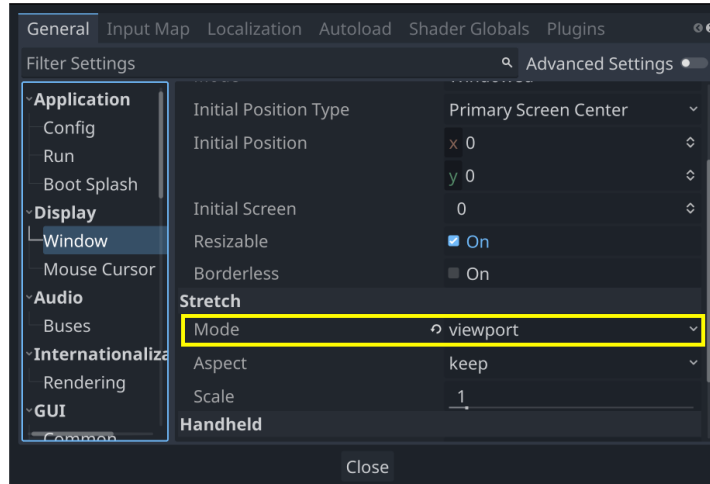 General Input Map Localization Autoload Shader Globals Plugins
Filter Settings Advanced Settings
Application
Config
Run
Boot Splash
Display
Window
Mouse Cursor
Audio
Buses
Internationaliza
Rendering
GUI
Common
Initial Position Type Primary Screen Center
Initial Position x 0
y 0
Initial Screen 0
Resizable On
Borderless On
Stretch
Mode viewport
Aspect keep
Scale 1
Handheld
Close